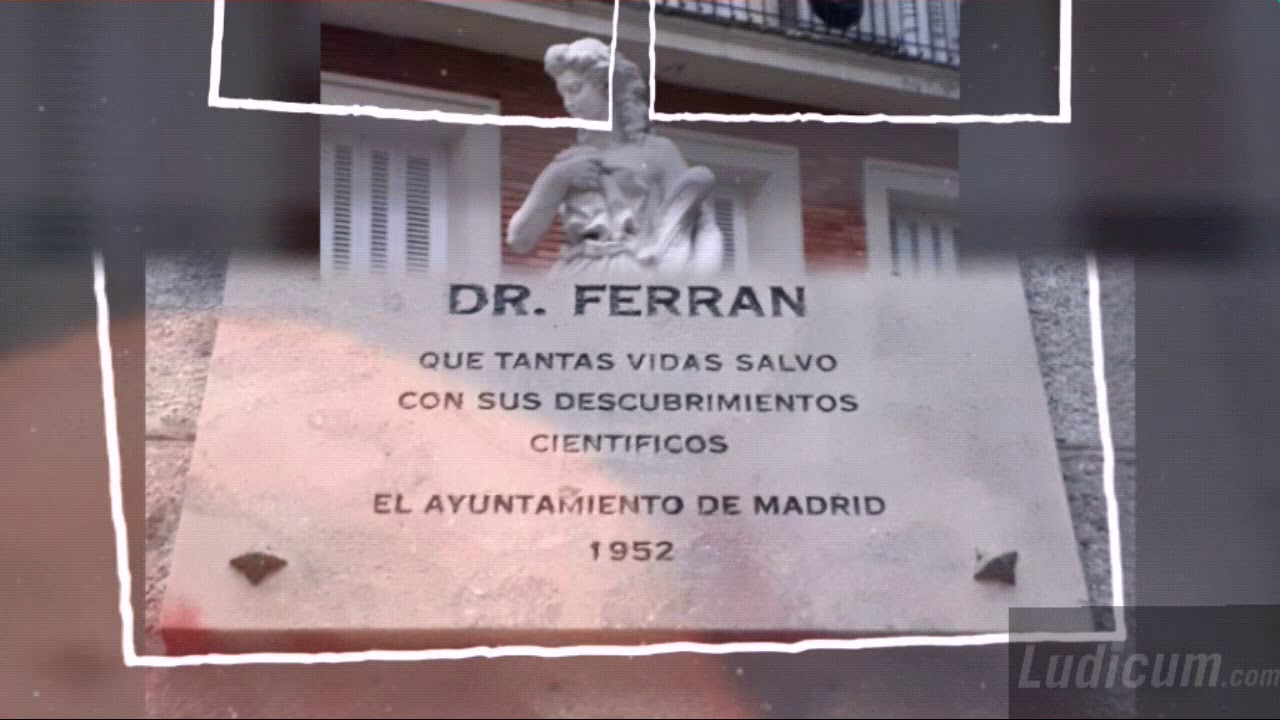 DR. FERRAN
QUE TANTAS VIDAS SALVO
CON SUS DESCUBRIMIENTOS
CIENTIFICOS
EL AYUNTAMIENTO DE MADRID
1952
Ludicum.com